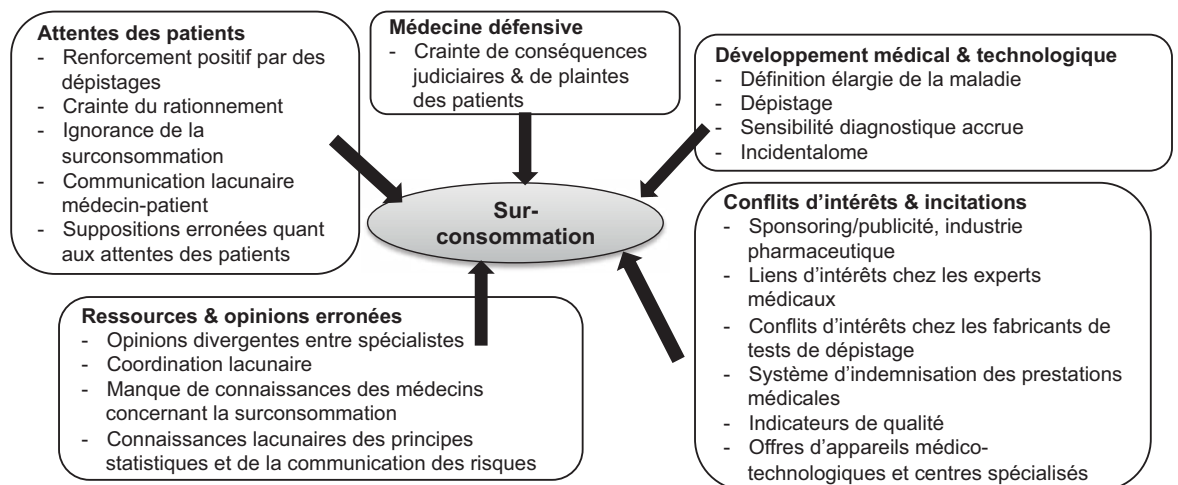 Attentes des patients
- Renforcement positif par des
dépistages
- Crainte du rationnement
- Ignorance de la
surconsommation
- Communication lacunaire
médecin-patient
- Suppositions erronées quant
aux attentes des patients
Médecine défensive
- Crainte de conséquences
judiciaires & de plaintes
des patients
Développement médical & technologique
- Définition élargie de la maladie
- Dépistage
- Sensibilité diagnostique accrue
- Incidentalome
Sur-
consommation
Conflits d’intérêts & incitations
- Sponsoring/publicité, industrie
pharmaceutique
- Liens d’intérêts chez les experts
médicaux
- Conflits d’intérêts chez les fabricants de
tests de dépistage
- Système d’indemnisation des prestations
médicales
- Indicateurs de qualité
- Offres d’appareils médico-
technologiques et centres spécialisés
Ressources & opinions erronées
- Opinions divergentes entre spécialistes
- Coordination lacunaire
- Manque de connaissances des médecins
concernant la surconsommation
- Connaissances lacunaires des principes
statistiques et de la communication des risques